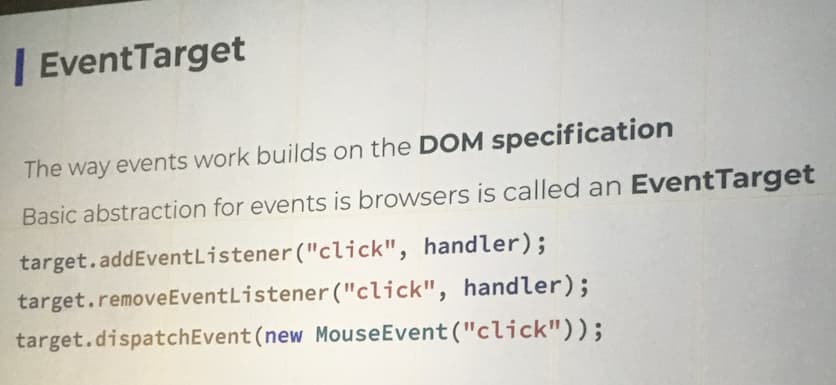 EventTarget
The way events work builds on the DOM specification
Basic abstraction for events is browsers is called an EventTarget
target.addEventListener("click", handler);
target.removeEventListener("click", handler);
target.dispatchEvent(new MouseEvent("click"));